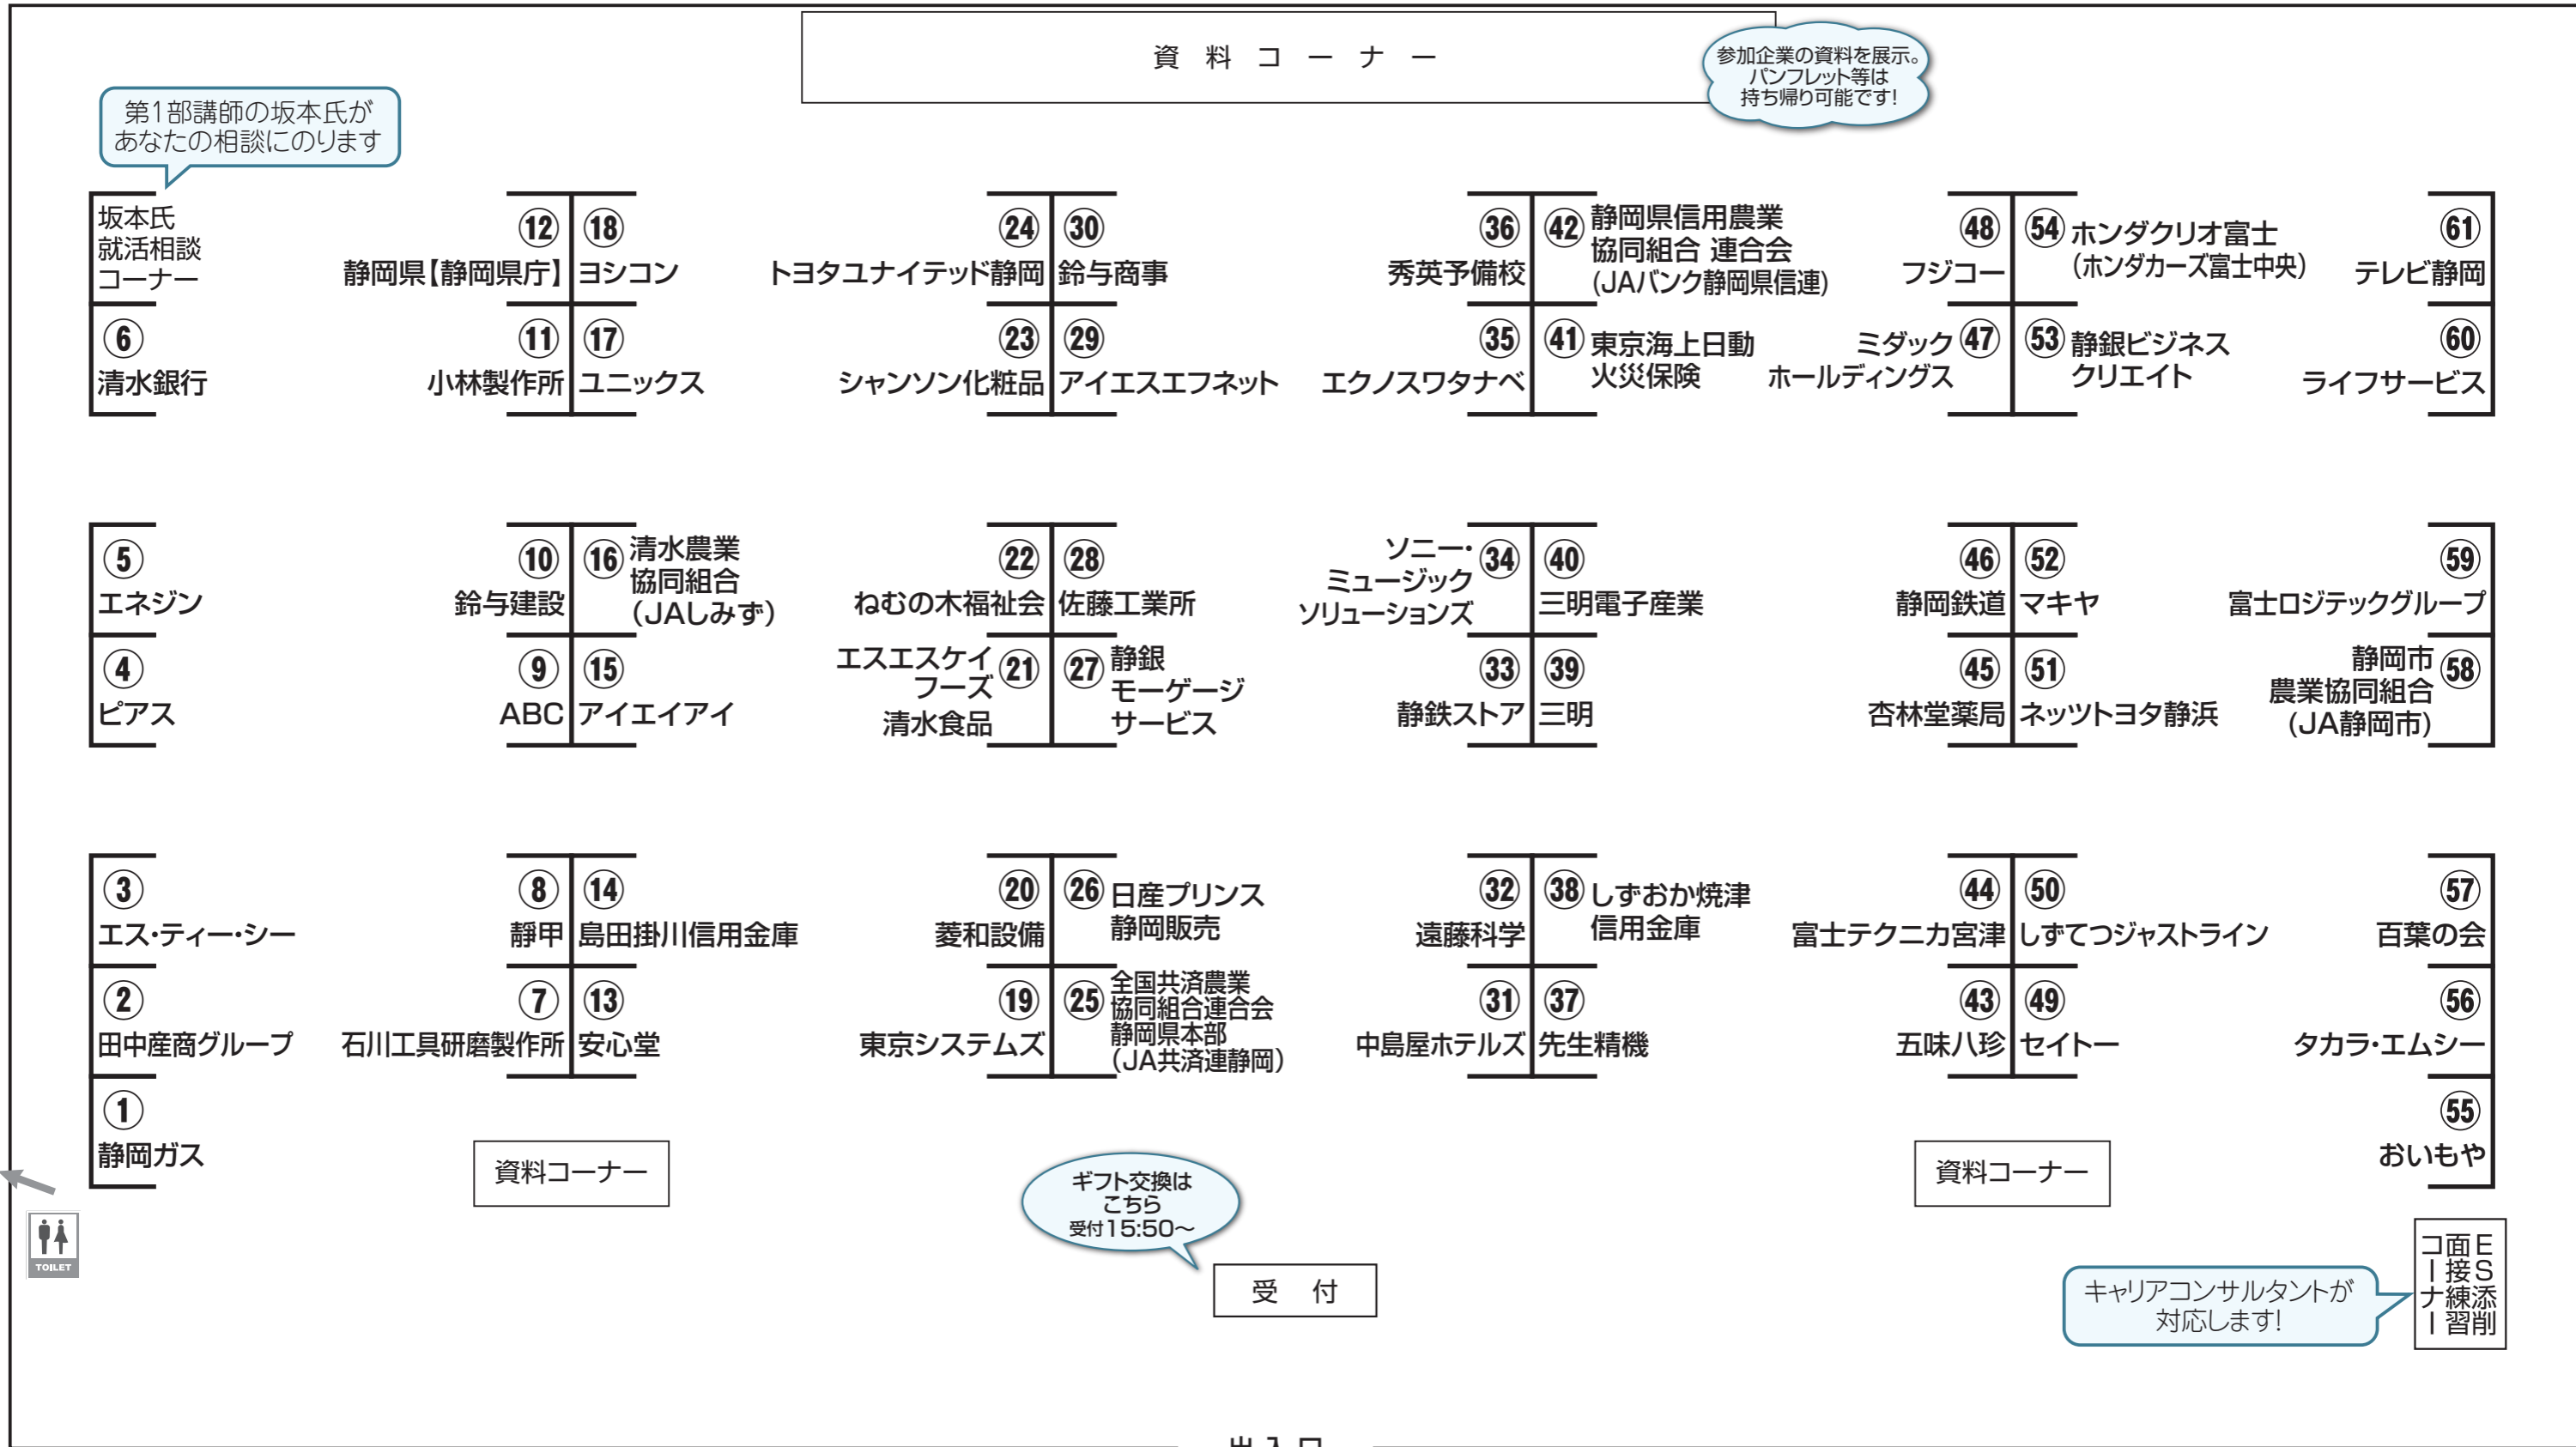 資料コーナー
参加企業の資料を展示。
パンフレット等は
持ち帰り可能です!
第1部講師の坂本氏が
あなたの相談にのります
坂本氏
就活相談
コーナー
⑥
清水銀行
⑫
静岡県【静岡県庁】
⑱
ヨシコン
⑪
小林製作所
⑰
ユニックス
㉔
トヨタユナイテッド静岡
㉚
鈴与商事
㉓
シャンソン化粧品
㉙
アイエスエフネット
㊱
秀英予備校
㊷
静岡県信用農業
協同組合 連合会
(JAバンク静岡県信連)
㉟
エクノスワタナベ
㊶
東京海上日動
火災保険
㊽
フジコー
54
ホンダクリオ富士
(ホンダカーズ富士中央)
㊼
ミダック
ホールディングス
53
静銀ビジネス
クリエイト
61
テレビ静岡
60
ライフサービス
⑤
エネジン
④
ピアス
⑩
鈴与建設
⑯
清水農業
協同組合
(JAしみず)
⑨
ABC
⑮
アイエイアイ
㉒
ねむの木福祉会
㉘
佐藤工業所
㉑
エスエスケイ
フーズ
清水食品
㉗
静銀
モーゲージ
サービス
㉞
ソニー・
ミュージック
ソリューションズ
㊵
三明電子産業
㉝
静鉄ストア
㊴
三明
㊻
静岡鉄道
52
マキヤ
㊺
杏林堂薬局
51
ネッツトヨタ静浜
59
富士ロジテックグループ
58
静岡市
農業協同組合
(JA静岡市)
③
エス・ティー・シー
②
田中産商グループ
①
静岡ガス
⑧
靜甲
⑭
島田掛川信用金庫
⑦
石川工具研磨製作所
⑬
安心堂
⑳
菱和設備
㉖
日産プリンス
静岡販売
⑲
東京システムズ
㉕
全国共済農業
協同組合連合会
静岡県本部
(JA共済連静岡)
㉜
遠藤科学
㊳
しずおか焼津
信用金庫
㉛
中島屋ホテルズ
㊲
先生精機
㊹
富士テクニカ宮津
㊿
しずてつジャストライン
㊸
五味八珍
㊾
セイトー
57
百葉の会
56
タカラ・エムシー
55
おいもや
資料コーナー
資料コーナー
TOILET
ギフト交換は
こちら
受付15:50〜
受付
キャリアコンサルタントが
対応します!
ES添削
面接練習
コーナー
出入口